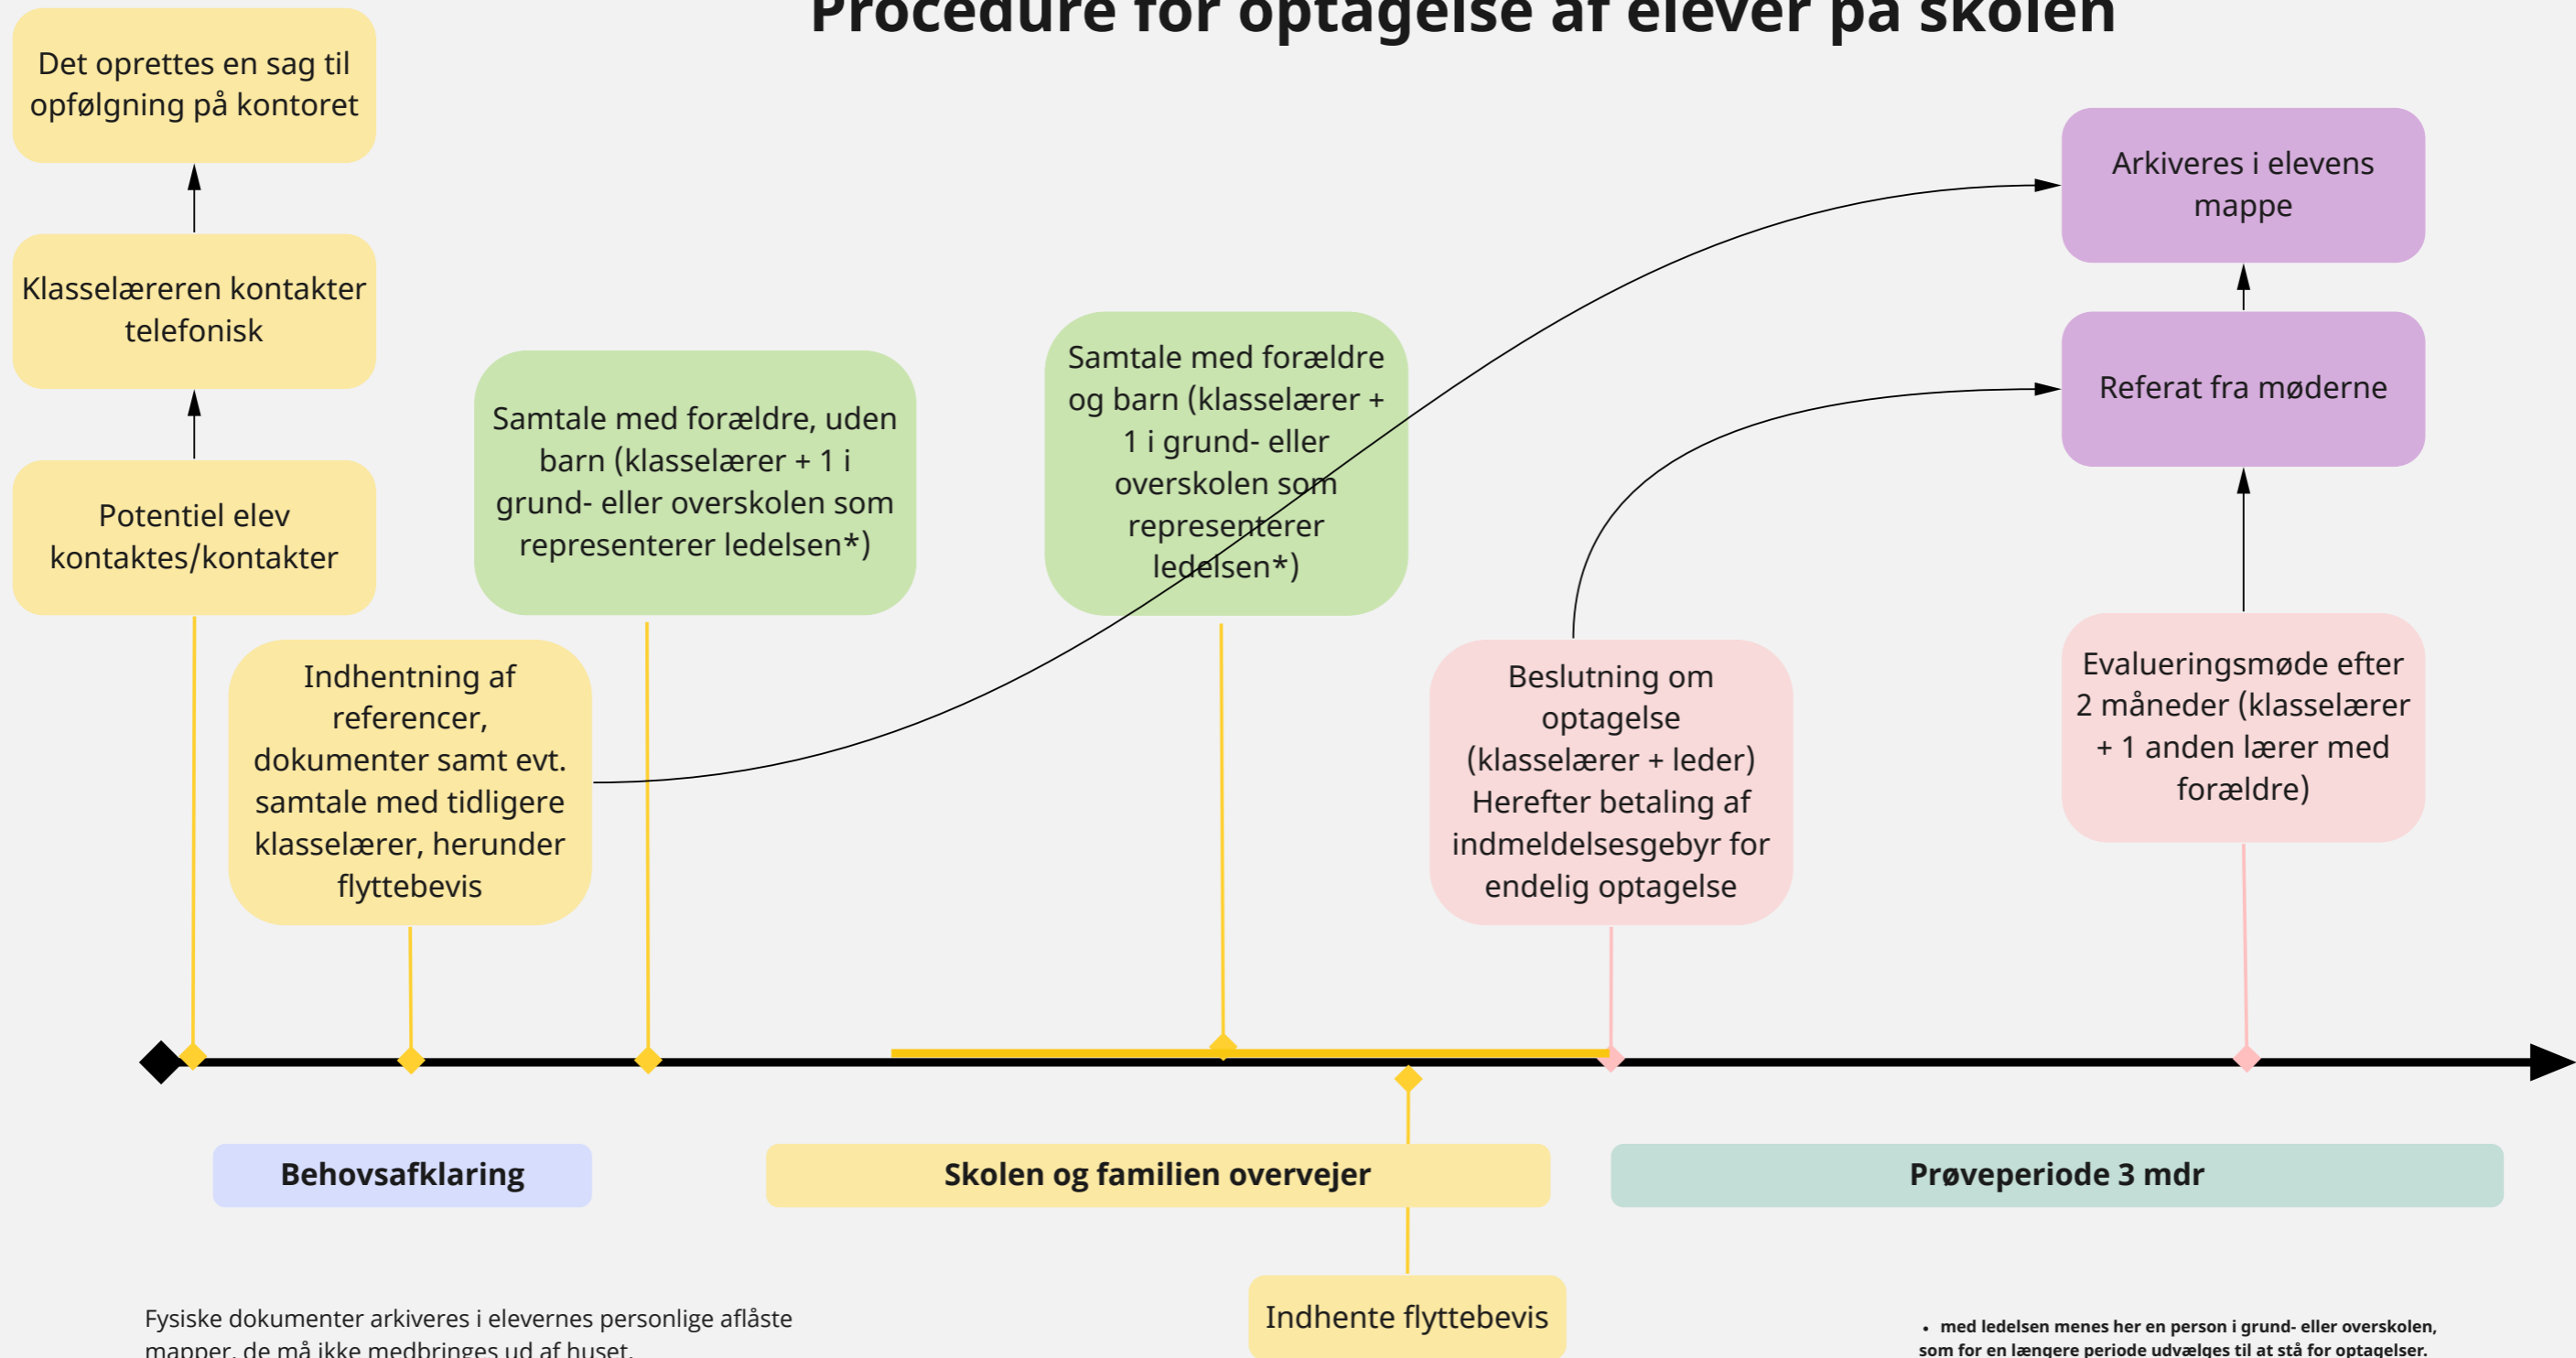 Procedure for optagelse af elever på skolen
Det oprettes en sag til
opfølgning på kontoret
Klasselæreren kontakter
telefonisk
Potentiel elev
kontaktes/kontakter
Indhentning af
referencer,
dokumenter samt evt.
samtale med tidligere
klasselærer, herunder
flyttebevis
Samtale med forældre, uden
barn (klasselærer + 1 i
grund- eller overskolen som
representerer ledelsen*)
Samtale med forældre
og barn (klasselærer +
1 i grund- eller
overskolen som
representerer
ledelsen*)
Beslutning om
optagelse
(klasselærer + leder)
Herefter betaling af
indmeldelsesgebyr for
endelig optagelse
Arkiveres i elevens
mappe
Referat fra møderne
Evalueringsmøde efter
2 måneder (klasselærer
+ 1 anden lærer med
forældre)
Behovsafklaring
Skolen og familien overvejer
Prøveperiode 3 mdr
Indhente flyttebevis
Fysiske dokumenter arkiveres i elevernes personlige aflåste
mapper, de må ikke medbringes ud af huset.
• med ledelsen menes her en person i grund- eller overskolen,
som for en længere periode udvælges til at stå for optagelser.